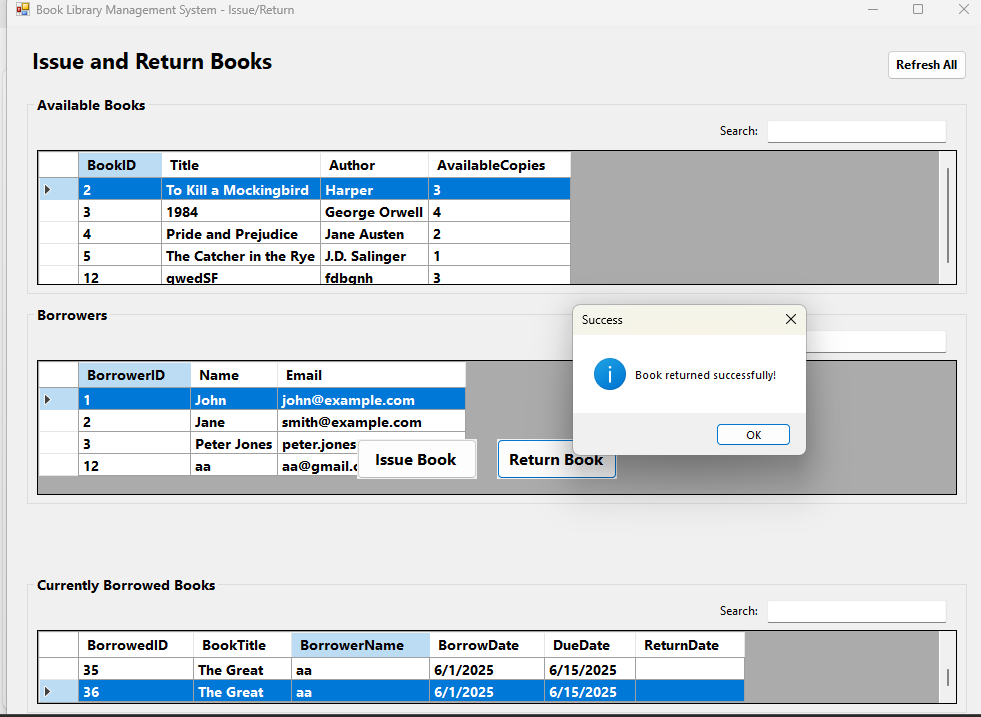 Book Library Management System - Issue/Return
Issue and Return Books
Refresh All
Available Books
Search:
BookID Title Author AvailableCopies
2 To Kill a Mockingbird Harper 3
3 1984 George Orwell 4
4 Pride and Prejudice Jane Austen 2
5 The Catcher in the Rye J.D. Salinger 1
12 qwedSF fdbgnh 3
Borrowers
BorrowerID Name Email
1 John john@example.com
2 Jane smith@example.com
3 Peter Jones peter.jones
12 aa aa@gmail.c
Issue Book
Return Book
Success
Book returned successfully!
OK
Currently Borrowed Books
Search:
BorrowedID BookTitle BorrowerName BorrowDate DueDate ReturnDate
35 The Great aa 6/1/2025 6/15/2025
36 The Great aa 6/1/2025 6/15/2025